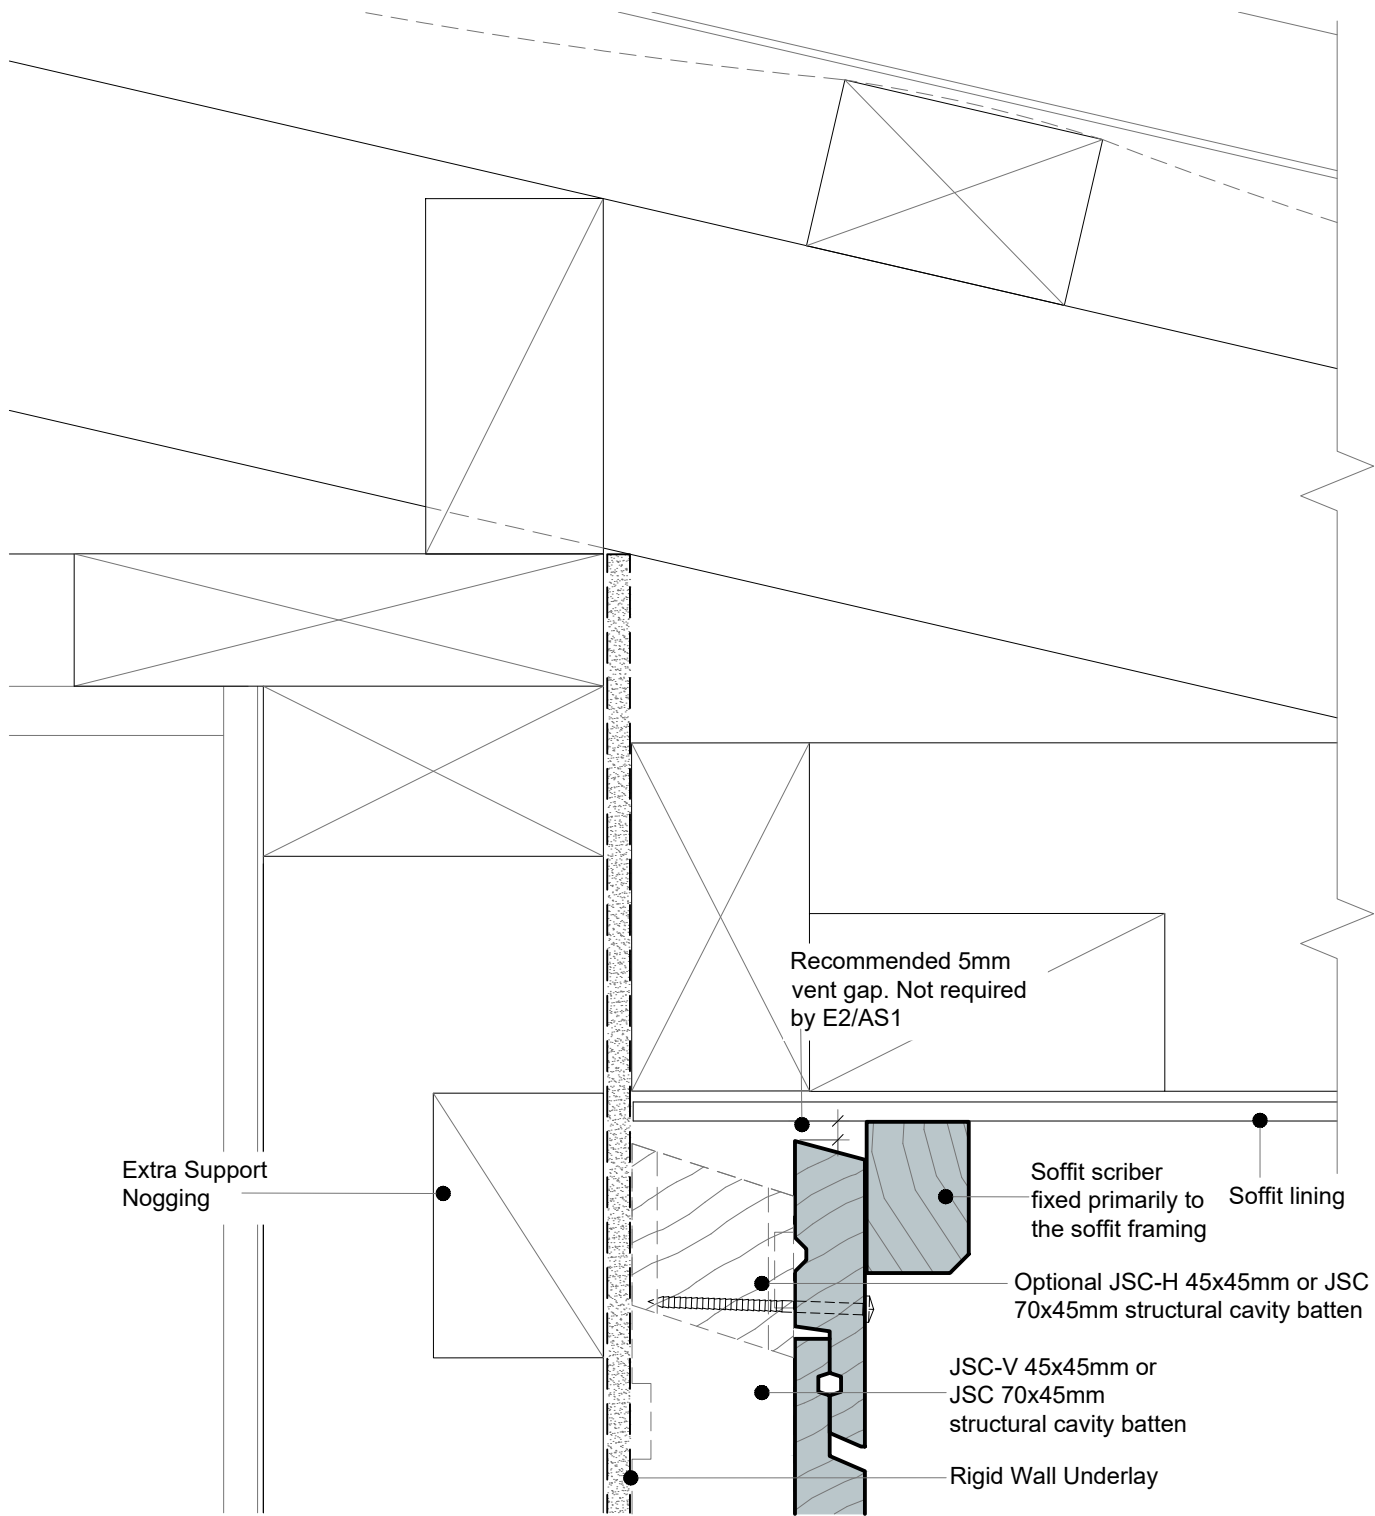 Recommended 5mm
vent gap. Not required
by E2/AS1
Extra Support
Nogging
Soffit scriber
fixed primarily to
the soffit framing
Soffit lining
Optional JSC-H 45x45mm or JSC
70x45mm structural cavity batten
JSC-V 45x45mm or
JSC 70x45mm
structural cavity batten
Rigid Wall Underlay